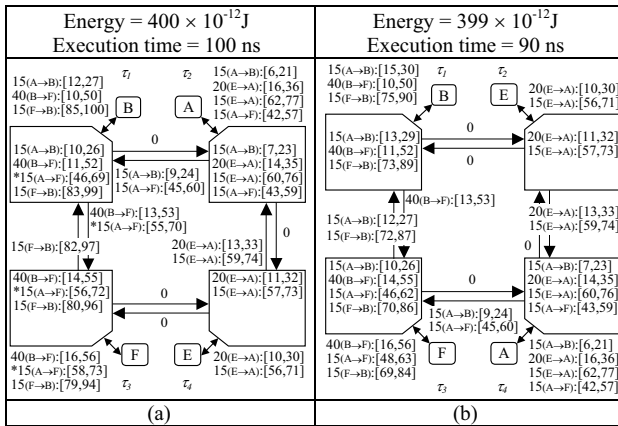 Energy = 400 × 10-12J
Execution time = 100 ns
Energy = 399 × 10-12J
Execution time = 90 ns
15(A→B):[12,27]
40(B→F):[10,50]
15(F→B):[85,100]
τ1
τ2
B
A
15(A→B):[6,21]
20(E→A):[16,36]
15(E→A):[62,77]
15(A→F):[42,57]
15(A→B):[10,26]
40(B→F):[11,52]
*15(A→F):[46,69]
15(F→B):[83,99]
0
15(A→B):[9,24]
15(A→F):[45,60]
15(A→B):[7,23]
20(E→A):[14,35]
15(E→A):[60,76]
15(A→F):[43,59]
40(B→F):[13,53]
*15(A→F):[55,70]
15(F→B):[82,97]
20(E→A):[13,33]
15(E→A):[59,74]
0
40(B→F):[14,55]
*15(A→F):[56,72]
15(F→B):[80,96]
0
0
20(E→A):[11,32]
15(E→A):[57,73]
40(B→F):[16,56]
*15(A→F):[58,73]
15(F→B):[79,94]
F
E
τ3
τ4
20(E→A):[10,30]
15(E→A):[56,71]
15(A→B):[15,30]
40(B→F):[10,50]
15(F→B):[75,90]
τ1
τ2
B
E
20(E→A):[10,30]
15(E→A):[56,71]
15(A→B):[13,29]
40(B→F):[11,52]
15(F→B):[73,89]
0
0
20(E→A):[11,32]
15(E→A):[57,73]
40(B→F):[13,53]
15(A→B):[12,27]
15(F→B):[72,87]
20(E→A):[13,33]
15(E→A):[59,74]
0
15(A→B):[10,26]
40(B→F):[14,55]
15(A→F):[46,62]
15(F→B):[70,86]
0
15(A→B):[9,24]
15(A→F):[45,60]
15(A→B):[7,23]
20(E→A):[14,35]
15(E→A):[60,76]
15(A→F):[43,59]
40(B→F):[16,56]
15(A→F):[48,63]
15(F→B):[69,84]
F
A
τ3
τ4
15(A→B):[6,21]
20(E→A):[16,36]
15(E→A):[62,77]
15(A→F):[42,57]
(a)
(b)